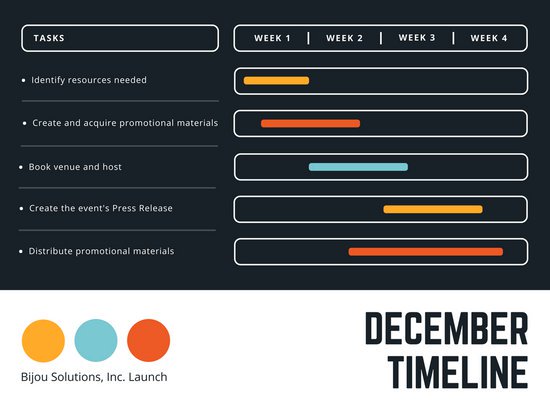 TASKS
WEEK 1 | WEEK 2 | WEEK 3 | WEEK 4
• Identify resources needed
• Create and acquire promotional materials
• Book venue and host
• Create the event's Press Release
• Distribute promotional materials
Bijou Solutions, Inc. Launch
DECEMBER
TIMELINE